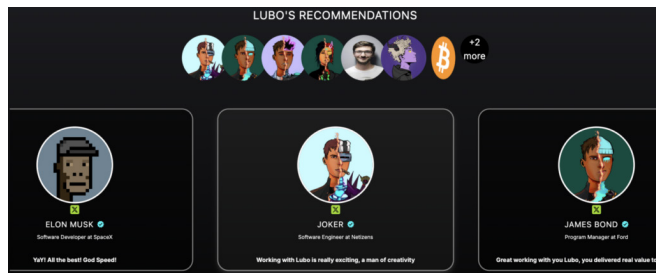 LUBO'S RECOMMENDATIONS
+2
more
ELON MUSK
Software Developer at SpaceX
YaY! All the best! God Speed!
JOKER
Software Engineer at Netizens
Working with Lubo is really exciting, a man of creativity
JAMES BOND
Program Manager at Ford
Great working with you Lubo, you delivered real value to